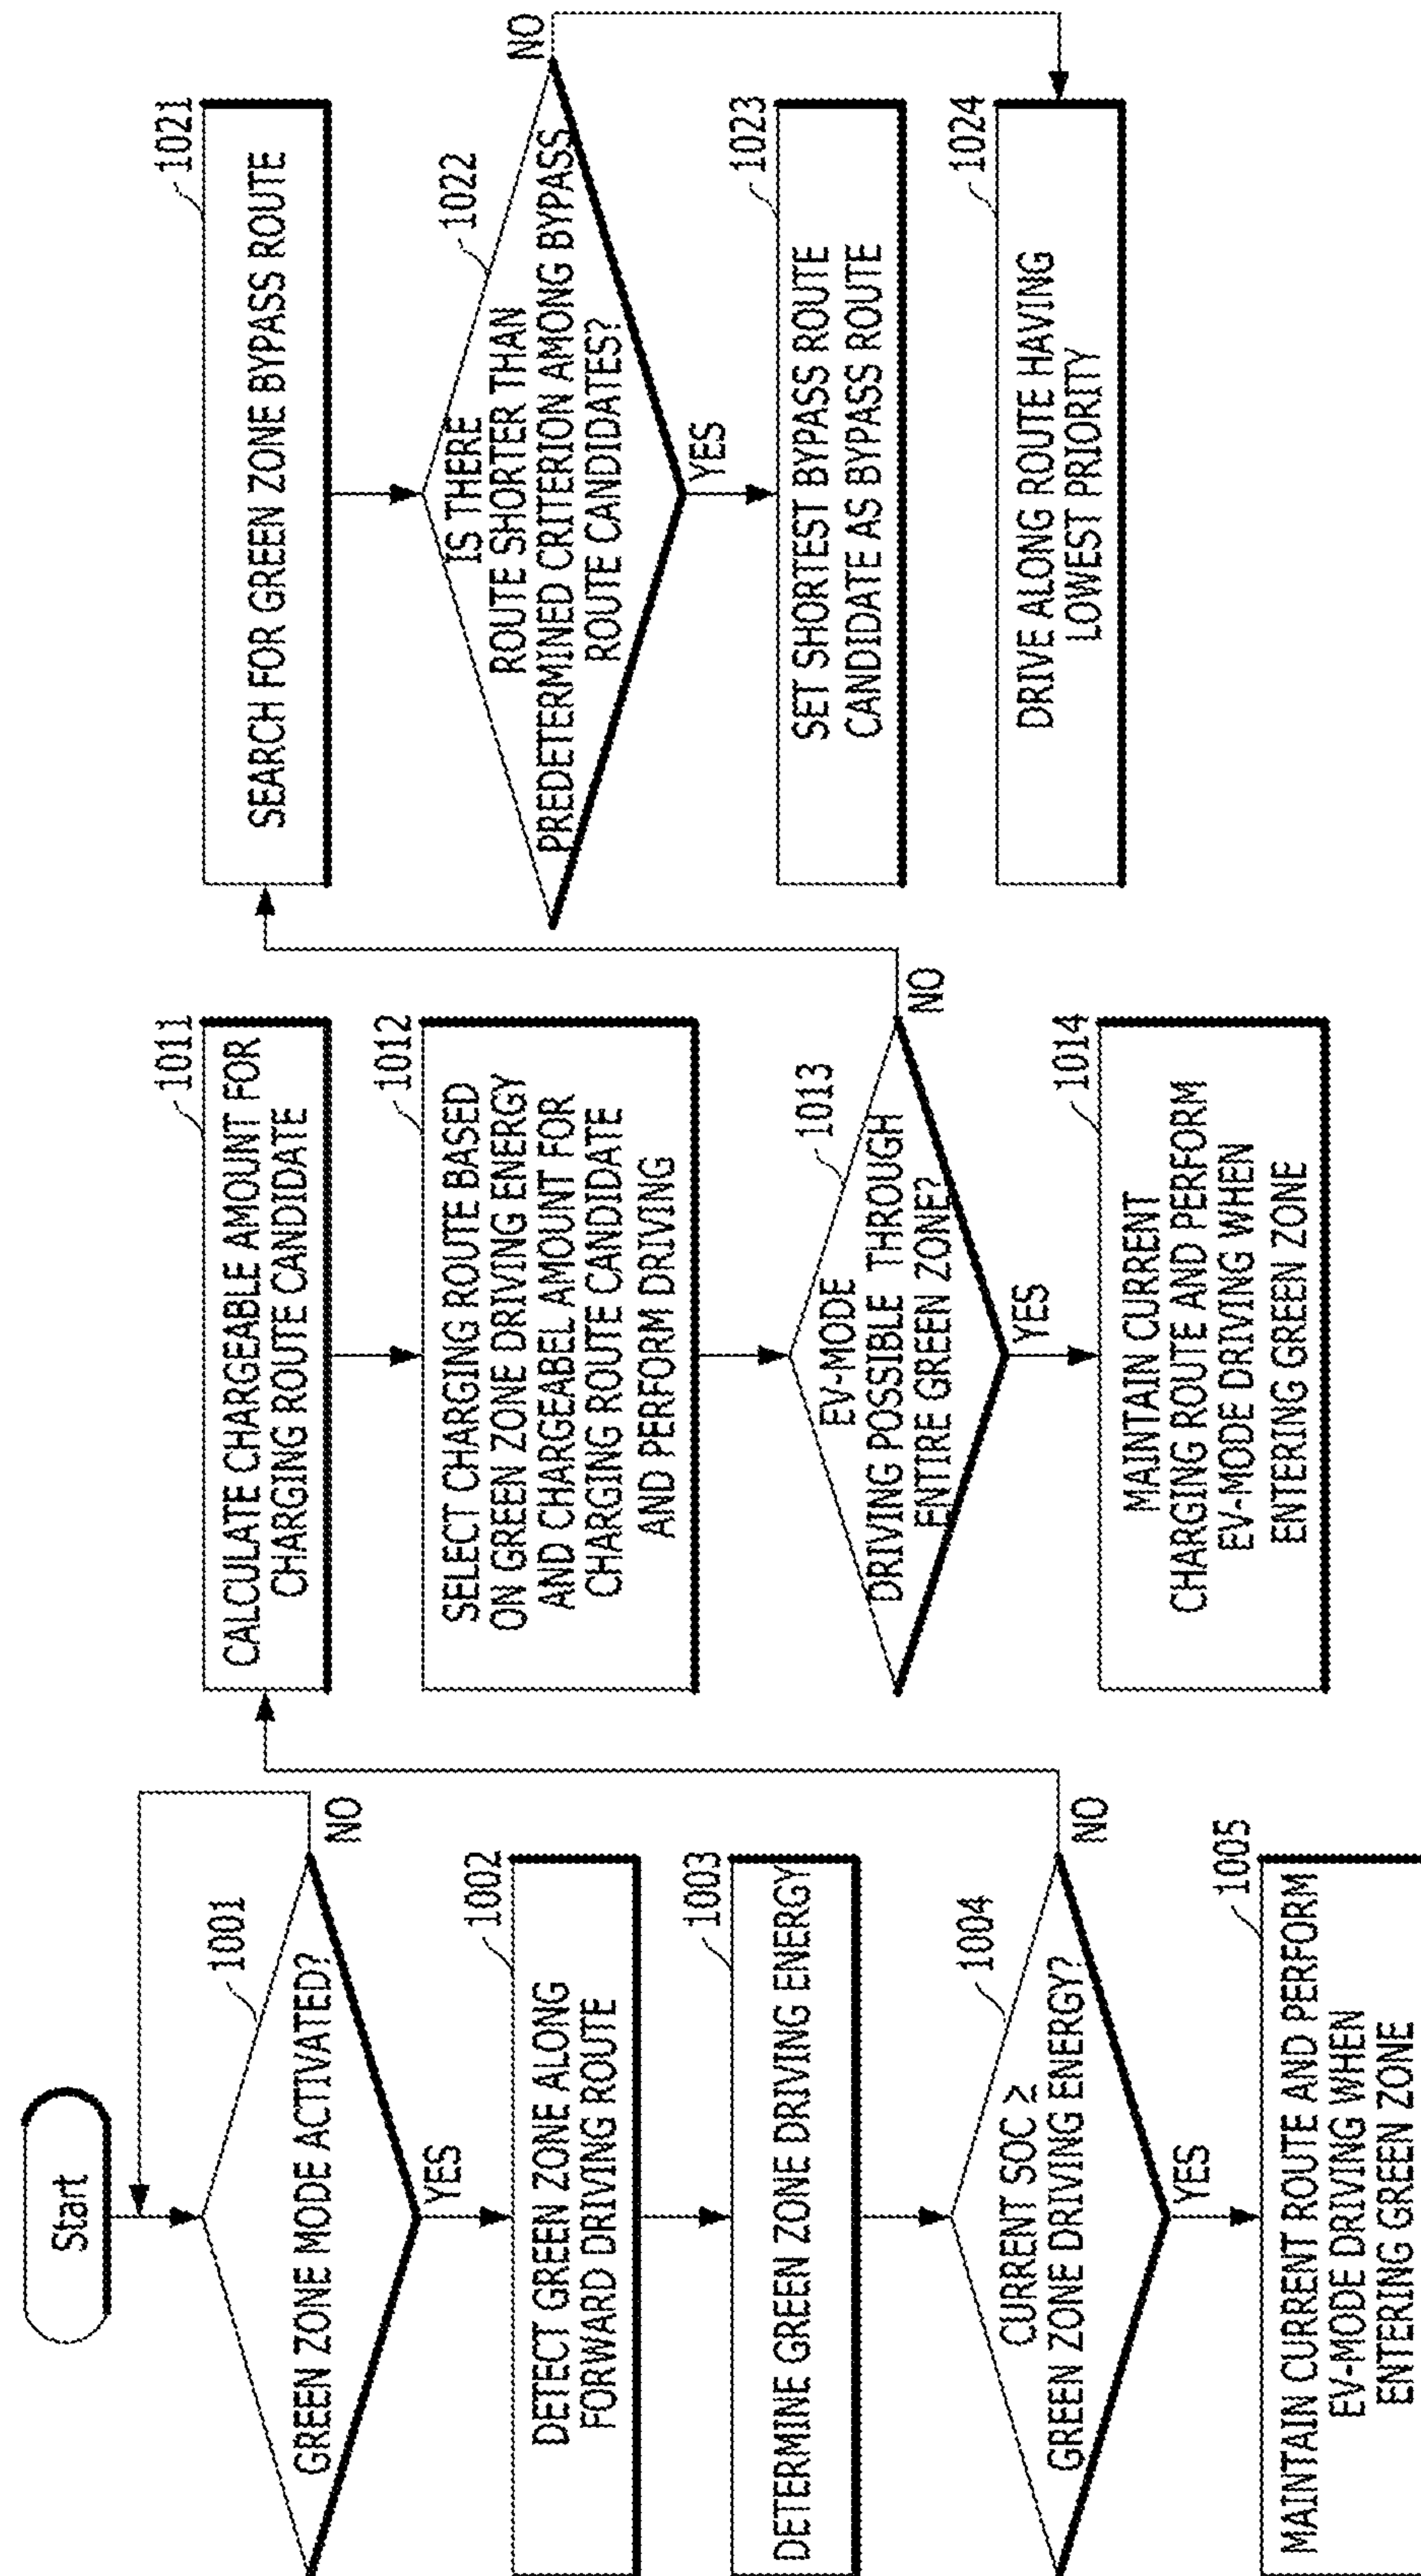 Start
1001
GREEN ZONE MODE ACTIVATED?
NO
YES
1002
DETECT GREEN ZONE ALONG
FORWARD DRIVING ROUTE
1003
DETERMINE GREEN ZONE DRIVING ENERGY
1004
CURRENT SOC ≥
GREEN ZONE DRIVING ENERGY?
NO
YES
1005
MAINTAIN CURRENT ROUTE AND PERFORM
EV-MODE DRIVING WHEN
ENTERING GREEN ZONE
1011
CALCULATE CHARGEABLE AMOUNT FOR
CHARGING ROUTE CANDIDATE
1012
SELECT CHARGING ROUTE BASED
ON GREEN ZONE DRIVING ENERGY
AND CHARGEABEL AMOUNT FOR
CHARGING ROUTE CANDIDATE
AND PERFORM DRIVING
1013
EV-MODE
DRIVING POSSIBLE THROUGH
ENTIRE GREEN ZONE?
NO
YES
1014
MAINTAIN CURRENT
CHARGING ROUTE AND PERFORM
EV-MODE DRIVING WHEN
ENTERING GREEN ZONE
1021
SEARCH FOR GREEN ZONE BYPASS ROUTE
1022
IS THERE
ROUTE SHORTER THAN
PREDETERMINED CRITERION AMONG BYPASS
ROUTE CANDIDATES?
NO
YES
1023
SET SHORTEST BYPASS ROUTE
CANDIDATE AS BYPASS ROUTE
1024
DRIVE ALONG ROUTE HAVING
LOWEST PRIORITY